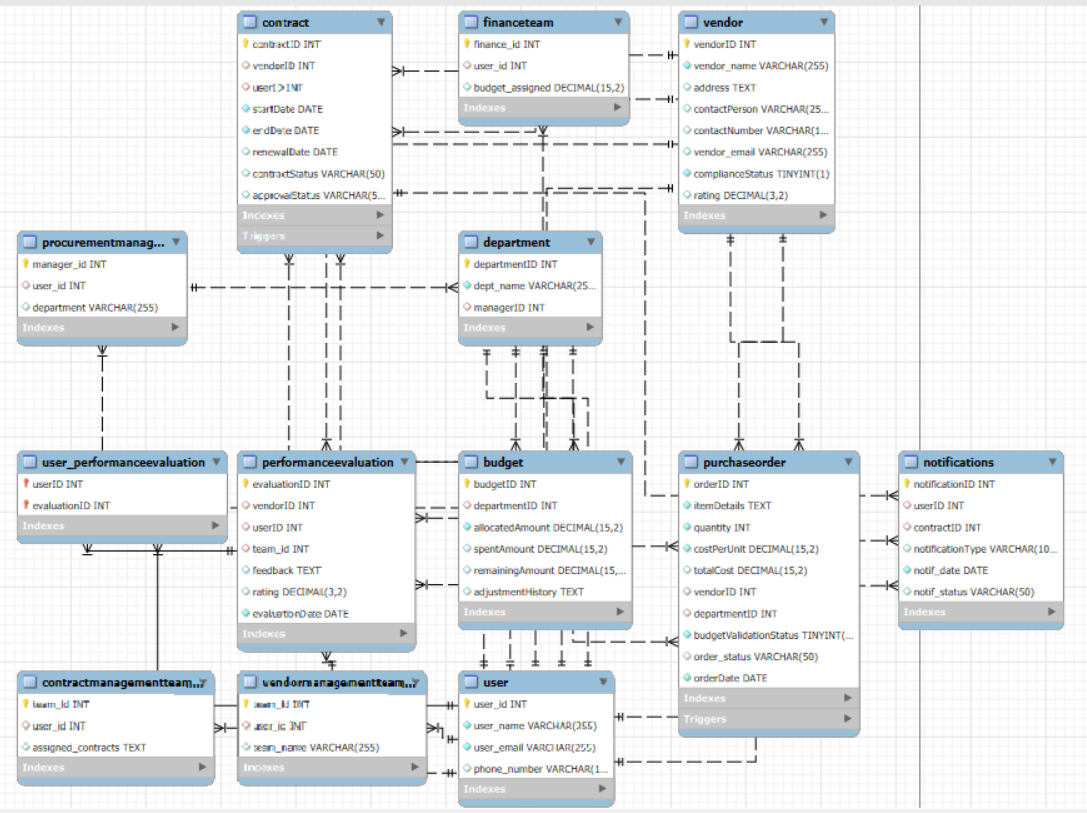 contract
contractID INT
vendorID INT
userID INT
startDate DATE
endDate DATE
renewalDate DATE
contractStatus VARCHAR(50)
approvalStatus VARCHAR(5...
Indexes
Triggers
financeteam
finance_id INT
user_id INT
budget_assigned DECIMAL(15,2)
Indexes
vendor
vendorID INT
vendor_name VARCHAR(255)
address TEXT
contactPerson VARCHAR(25...
contactNumber VARCHAR(1...
vendor_email VARCHAR(255)
complianceStatus TINYINT(1)
rating DECIMAL(3,2)
Indexes
procurementmanag...
manager_id INT
user_id INT
department VARCHAR(255)
Indexes
department
departmentID INT
dept_name VARCHAR(25...
managerID INT
Indexes
user_performanceevaluation
userID INT
evaluationID INT
Indexes
performanceevaluation
evaluationID INT
vendorID INT
userID INT
team_id INT
feedback TEXT
rating DECIMAL(3,2)
evaluationDate DATE
Indexes
budget
budgetID INT
departmentID INT
allocatedAmount DECIMAL(15,2)
spentAmount DECIMAL(15,2)
remainingAmount DECIMAL(15,...
adjustmentHistory TEXT
Indexes
purchaseorder
orderID INT
itemDetails TEXT
quantity INT
costPerUnit DECIMAL(15,2)
totalCost DECIMAL(15,2)
vendorID INT
departmentID INT
budgetValidationStatus TINYINT(...
order_status VARCHAR(50)
orderDate DATE
Indexes
Triggers
notifications
notificationID INT
userID INT
contractID INT
notificationType VARCHAR(10...
notif_date DATE
notif_status VARCHAR(50)
Indexes
contractmanagementteam...
team_id INT
user_id INT
assigned_contracts TEXT
Indexes
vendormanagementteam...
team_id INT
user_id INT
team_name VARCHAR(255)
Indexes
user
user_id INT
user_name VARCHAR(255)
user_email VARCHAR(255)
phone_number VARCHAR(1...
Indexes